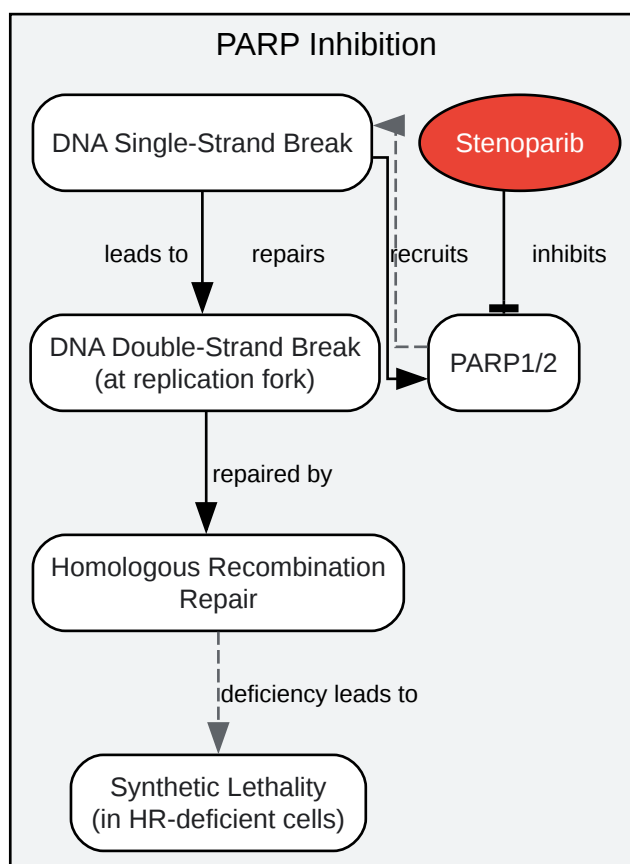 PARP Inhibition
DNA Single-Strand Break
Stenoparib
leads to
repairs
recruits
inhibits
DNA Double-Strand Break
(at replication fork)
PARP1/2
repaired by
Homologous Recombination
Repair
deficiency leads to
Synthetic Lethality
(in HR-deficient cells)